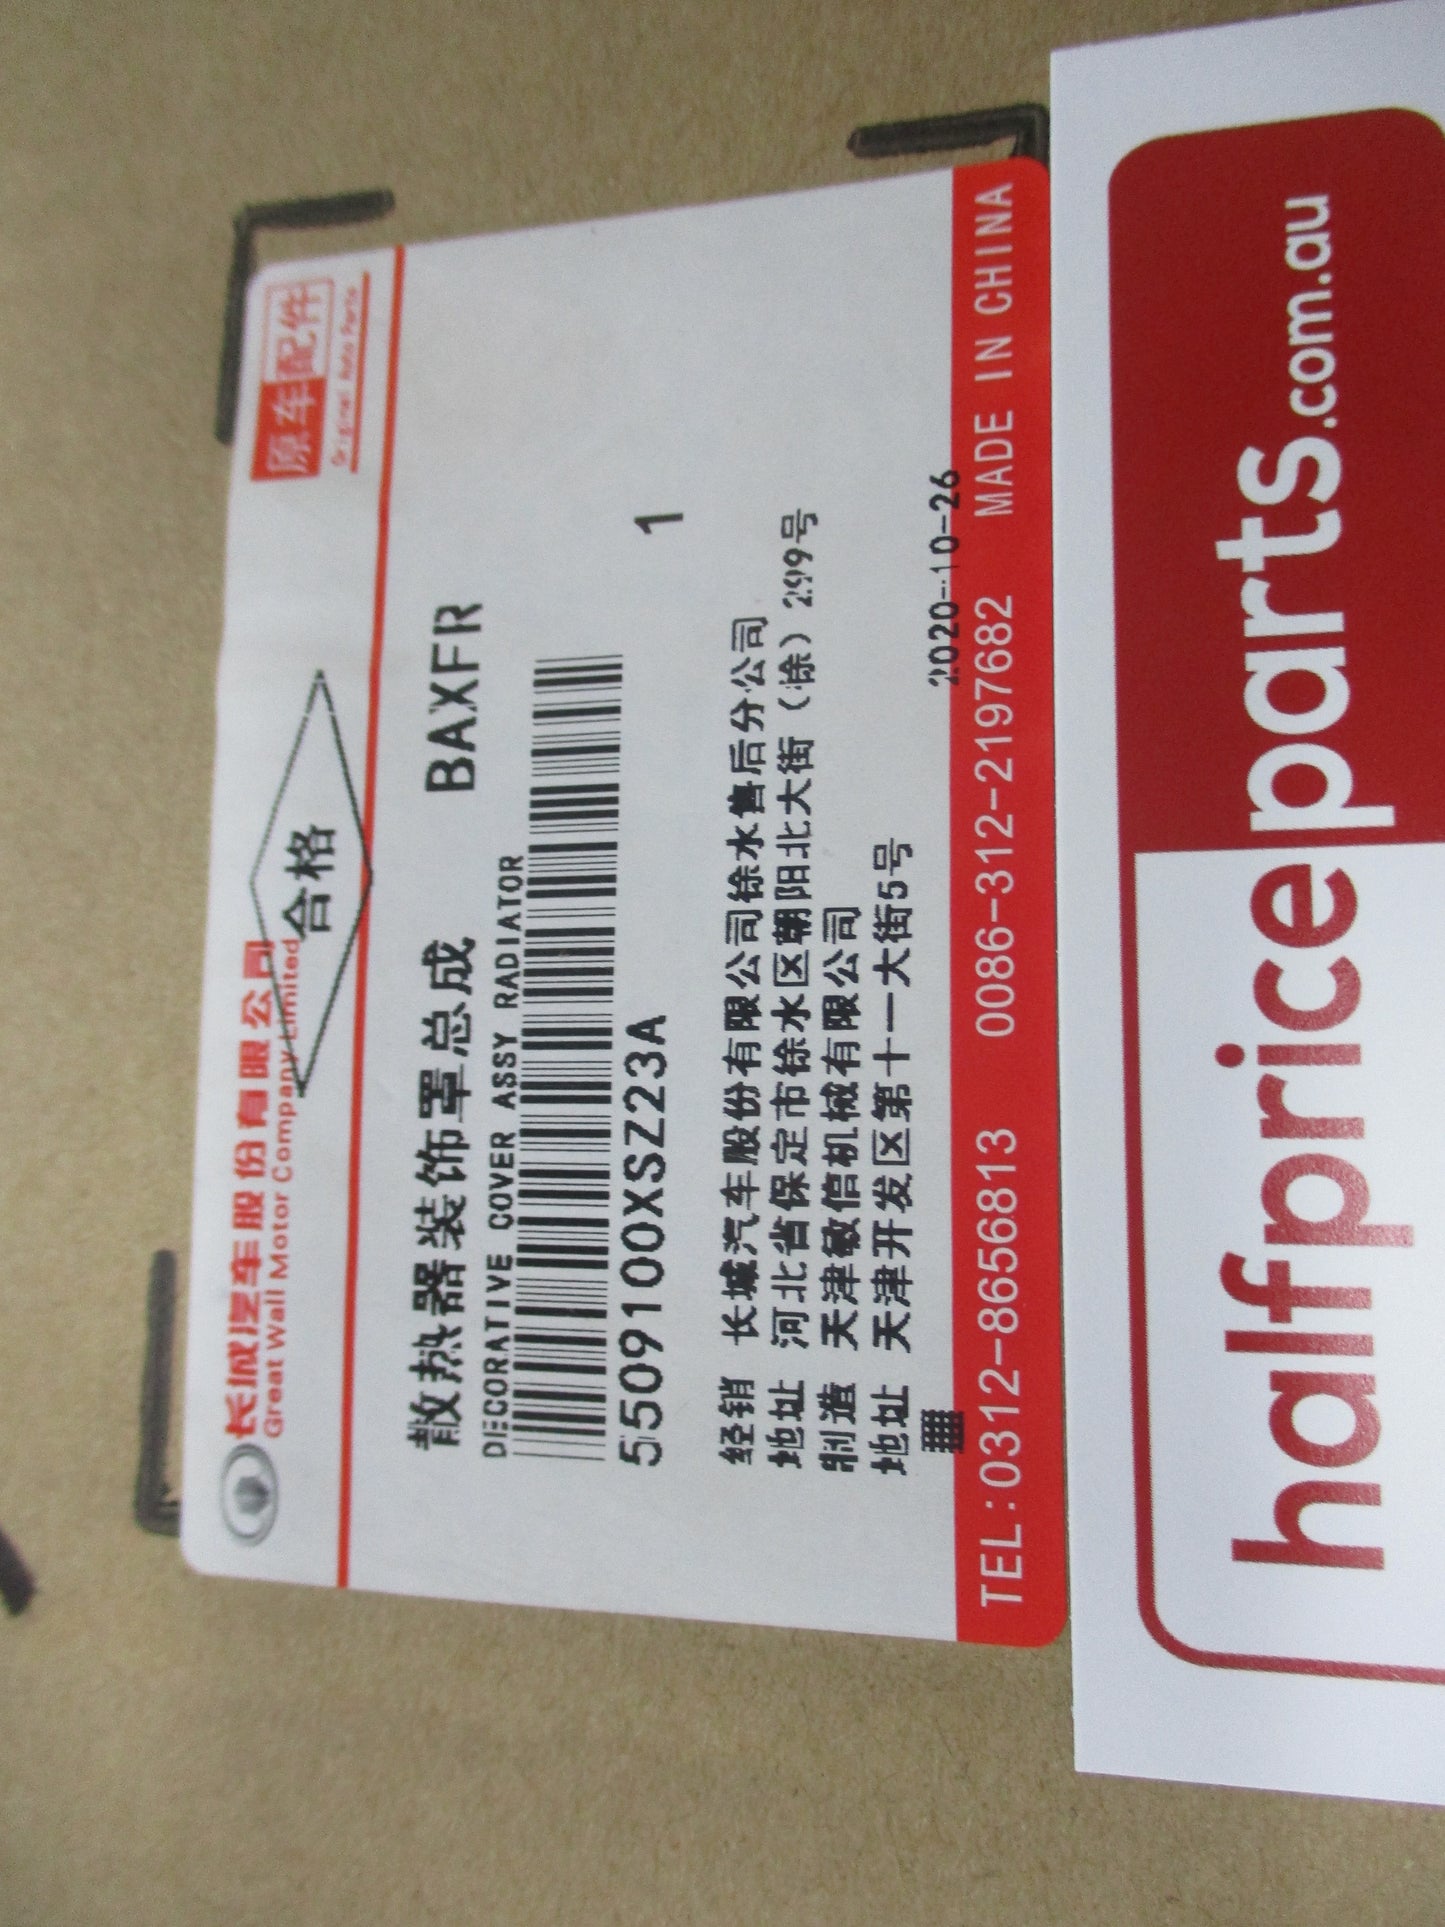 长城汽车股份有限公司
Great Wall Motor Company Limited
合格
原车配件
Original Auto Parts
散热器装饰罩总成 BAXFR
DECORATIVE COVER ASSY RADIATOR
5509100XSZ23A 1
经销 长城汽车股份有限公司徐水售后分公司
地址 河北省保定市徐水区朝阳北大街（徐）299号
制造 天津敏信机械有限公司
地址 天津开发区第十一大街5号
2020-10-26
TEL:0312-8656813 0086-312-2197682 MADE IN CHINA
halfpriceparts.com.au